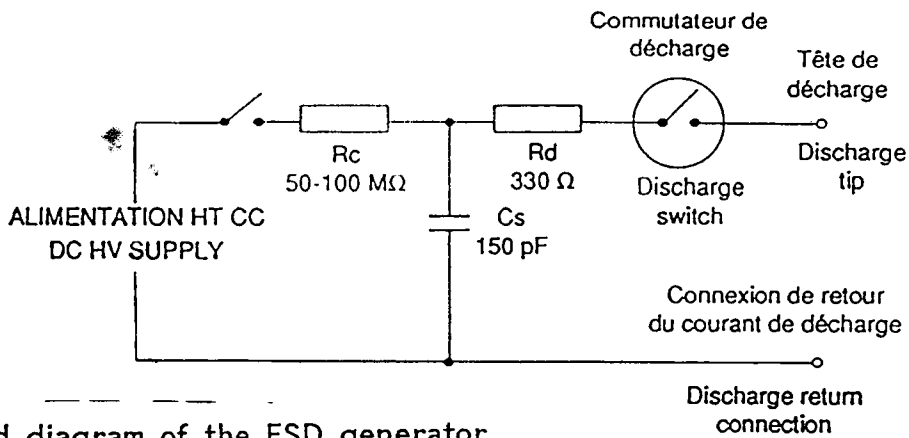 Commutateur de
décharge
Tête de
décharge
Rc
50-100 MΩ
Rd
330 Ω
Discharge
switch
Discharge
tip
ALIMENTATION HT CC
DC HV SUPPLY
Cs
150 pF
Connexion de retour
du courant de décharge
Discharge return
connection
d diagram of the ESD generator